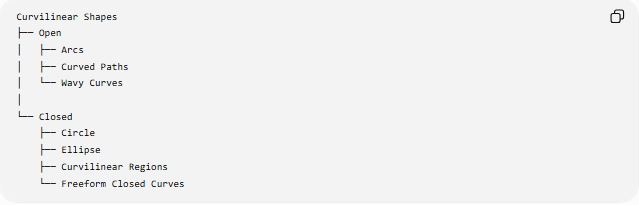 Curvilinear Shapes
├── Open
│   ├── Arcs
│   ├── Curved Paths
│   └── Wavy Curves
│
└── Closed
    ├── Circle
    ├── Ellipse
    ├── Curvilinear Regions
    └── Freeform Closed Curves